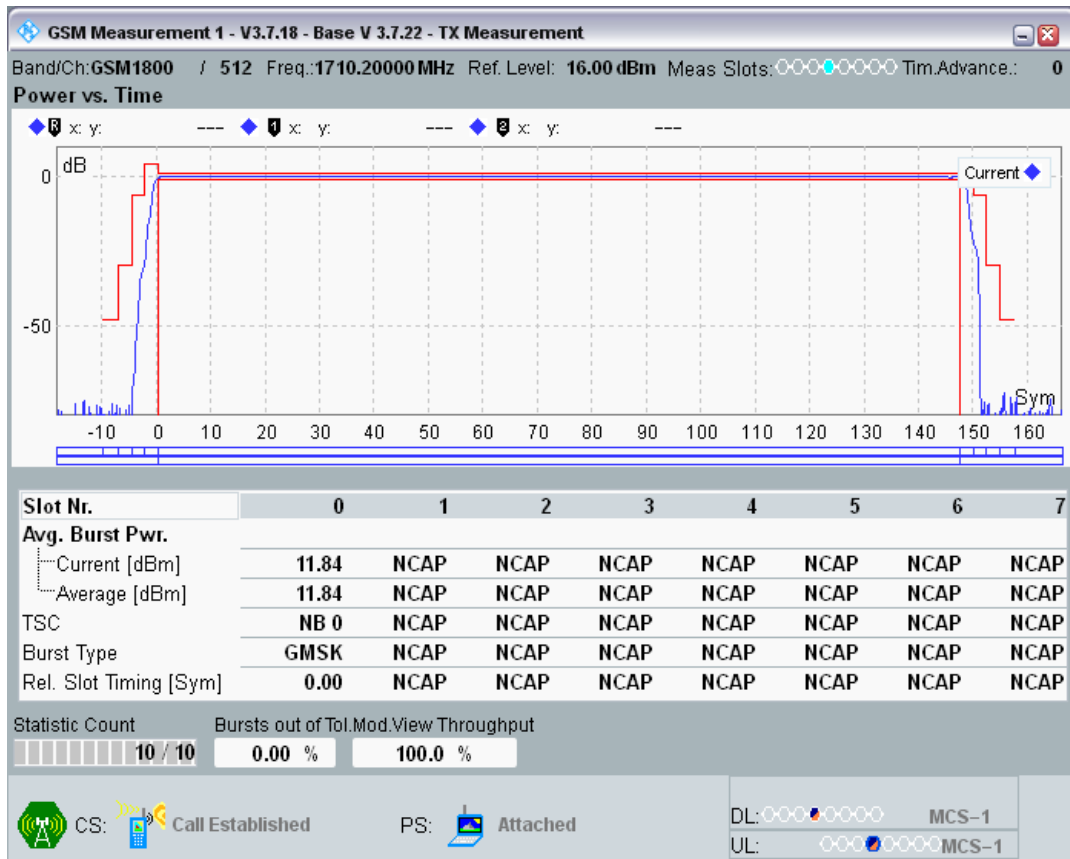 GSM Measurement 1 - V3.7.18 - Base V 3.7.22 - TX Measurement
Band/Ch:GSM1800 / 512 Freq.:1710.20000 MHz Ref. Level: 16.00 dBm Meas Slots: Tim.Advance.: 0
Power vs. Time
R x: y: --- 1 x: y: --- 2 x: y: ---
dB
Current
0
-50
Sym
-10 0 10 20 30 40 50 60 70 80 90 100 110 120 130 140 150 160
Slot Nr. 0 1 2 3 4 5 6 7
Avg. Burst Pwr.
Current [dBm] 11.84 NCAP NCAP NCAP NCAP NCAP NCAP NCAP
Average [dBm] 11.84 NCAP NCAP NCAP NCAP NCAP NCAP NCAP
TSC NB 0 NCAP NCAP NCAP NCAP NCAP NCAP NCAP
Burst Type GMSK NCAP NCAP NCAP NCAP NCAP NCAP NCAP
Rel. Slot Timing [Sym] 0.00 NCAP NCAP NCAP NCAP NCAP NCAP NCAP
Statistic Count Bursts out of Tol.Mod.View Throughput
10 / 10 0.00 % 100.0 %
CS: Call Established PS: Attached DL: MCS-1
UL: MCS-1